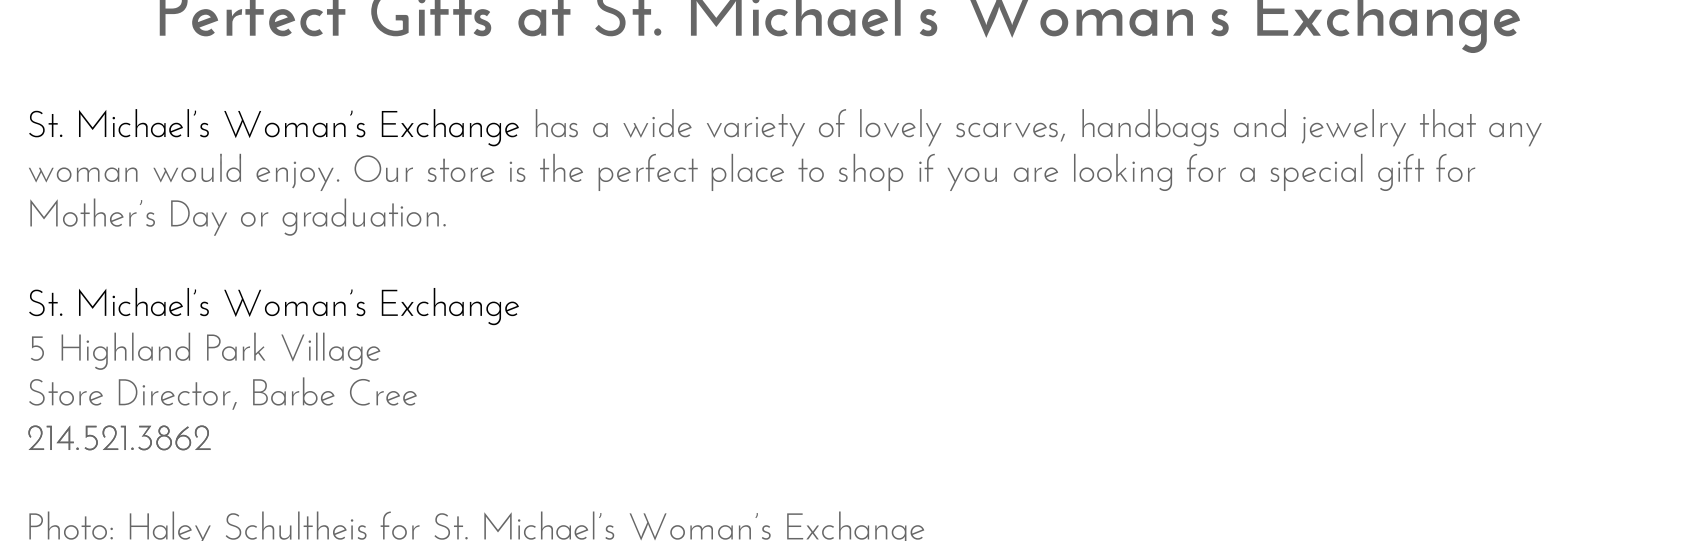 Perfect Gifts at St. Michael's Woman's Exchange
St. Michael's Woman's Exchange has a wide variety of lovely scarves, handbags and jewelry that any
woman would enjoy. Our store is the perfect place to shop if you are looking for a special gift for
Mother's Day or graduation.
St. Michael's Woman's Exchange
5 Highland Park Village
Store Director, Barbe Cree
214.521.3862
Photo: Haley Schultheis for St. Michael's Woman's Exchange